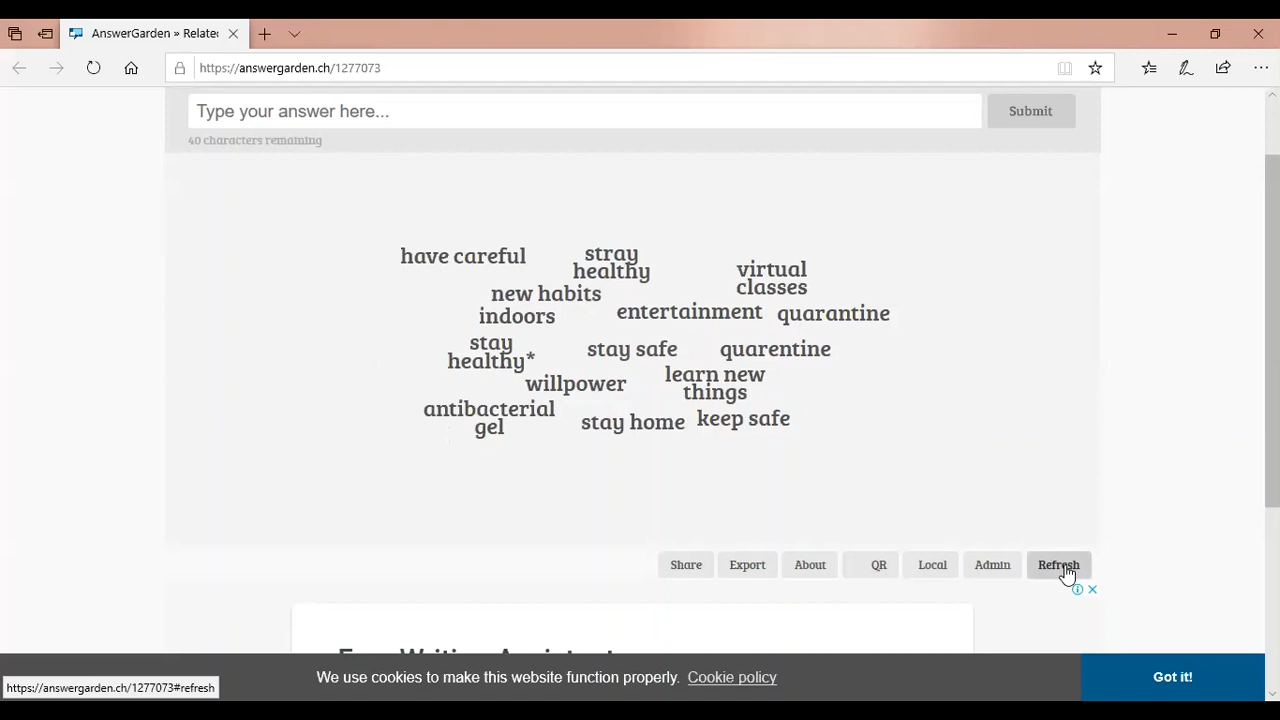 AnswerGarden » Relate
https://answergarden.ch/1277073
Type your answer here...
Submit
40 characters remaining
have careful
stray
healthy
virtual
classes
new habits
indoors
entertainment
quarantine
stay
healthy*
stay safe
quarentine
willpower
learn new
things
antibacterial
gel
stay home
keep safe
Share
Export
About
QR
Local
Admin
Refresh
We use cookies to make this website function properly. Cookie policy
Got it!
https://answergarden.ch/1277073#refresh